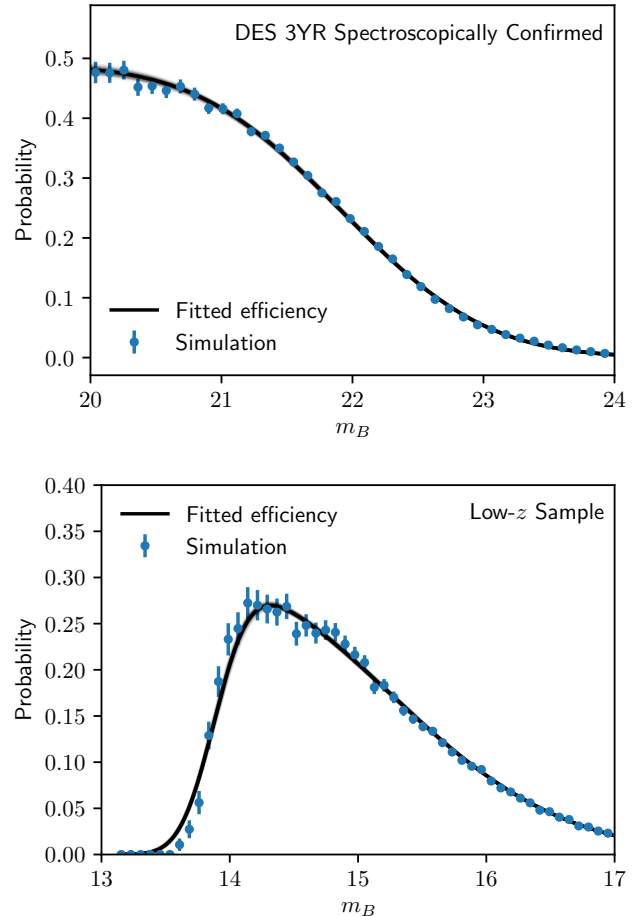 DES 3YR Spectroscopically Confirmed
0.5
0.4
0.3
0.2
0.1
0.0
Probability
Fitted efficiency
Simulation
20 21 22 23 24
m_B
0.40
0.35
0.30
0.25
0.20
0.15
0.10
0.05
0.00
Probability
Fitted efficiency
Simulation
Low-z Sample
13 14 15 16 17
m_B